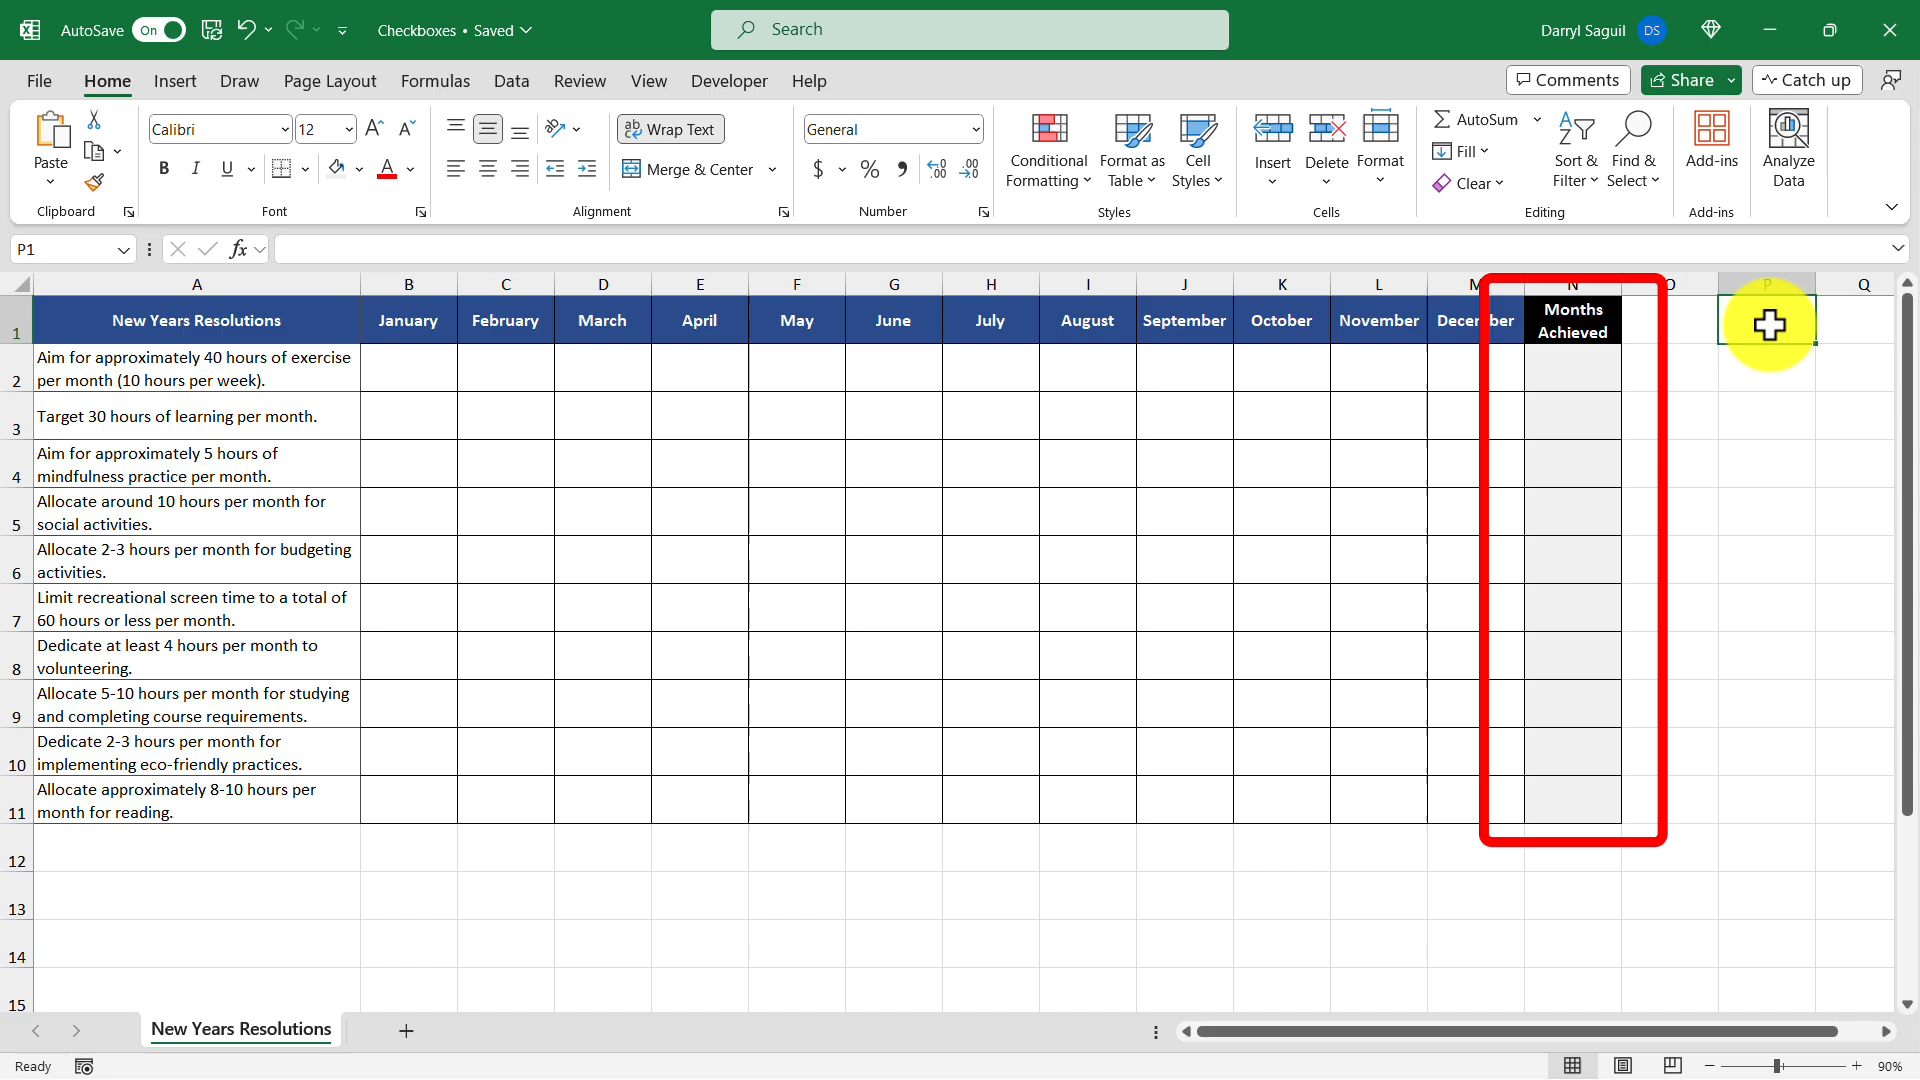 AutoSave On Checkboxes • Saved Search Darryl Saguil DS
File Home Insert Draw Page Layout Formulas Data Review View Developer Help Comments Share Catch up
Paste Calibri 12 Wrap Text General Conditional Format as Cell Insert Delete Format AutoSum Sort & Find & Add-ins Analyze
B I U Merge & Center $ % Formatting Table Styles Fill Filter Select Data
Clear
Clipboard Font Alignment Number Styles Cells Editing Add-ins
P1 fx
A B C D E F G H I J K L M N O P Q
1 New Years Resolutions January February March April May June July August September October November December Months Achieved
2 Aim for approximately 40 hours of exercise
per month (10 hours per week).
3 Target 30 hours of learning per month.
4 Aim for approximately 5 hours of
mindfulness practice per month.
5 Allocate around 10 hours per month for
social activities.
6 Allocate 2-3 hours per month for budgeting
activities.
7 Limit recreational screen time to a total of
60 hours or less per month.
8 Dedicate at least 4 hours per month to
volunteering.
9 Allocate 5-10 hours per month for studying
and completing course requirements.
10 Dedicate 2-3 hours per month for
implementing eco-friendly practices.
11 Allocate approximately 8-10 hours per
month for reading.
12
13
14
15
New Years Resolutions
Ready 90%